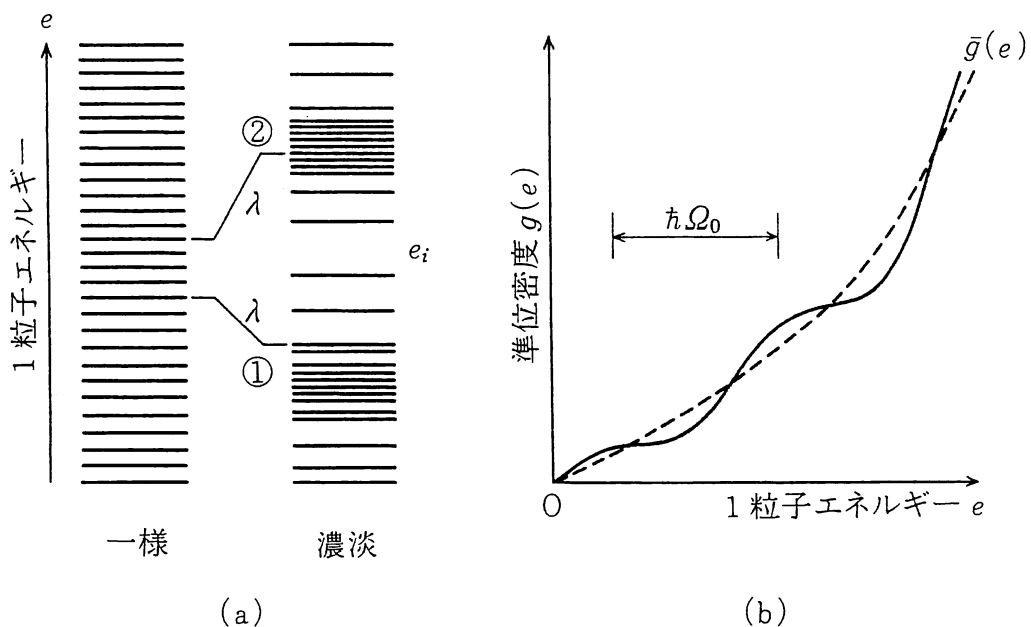 e
1粒子エネルギー
②
λ
λ
①
e_i
一様
濃淡
(a)
ḡ(e)
ħΩ₀
準位密度 g(e)
O
1粒子エネルギー e
(b)